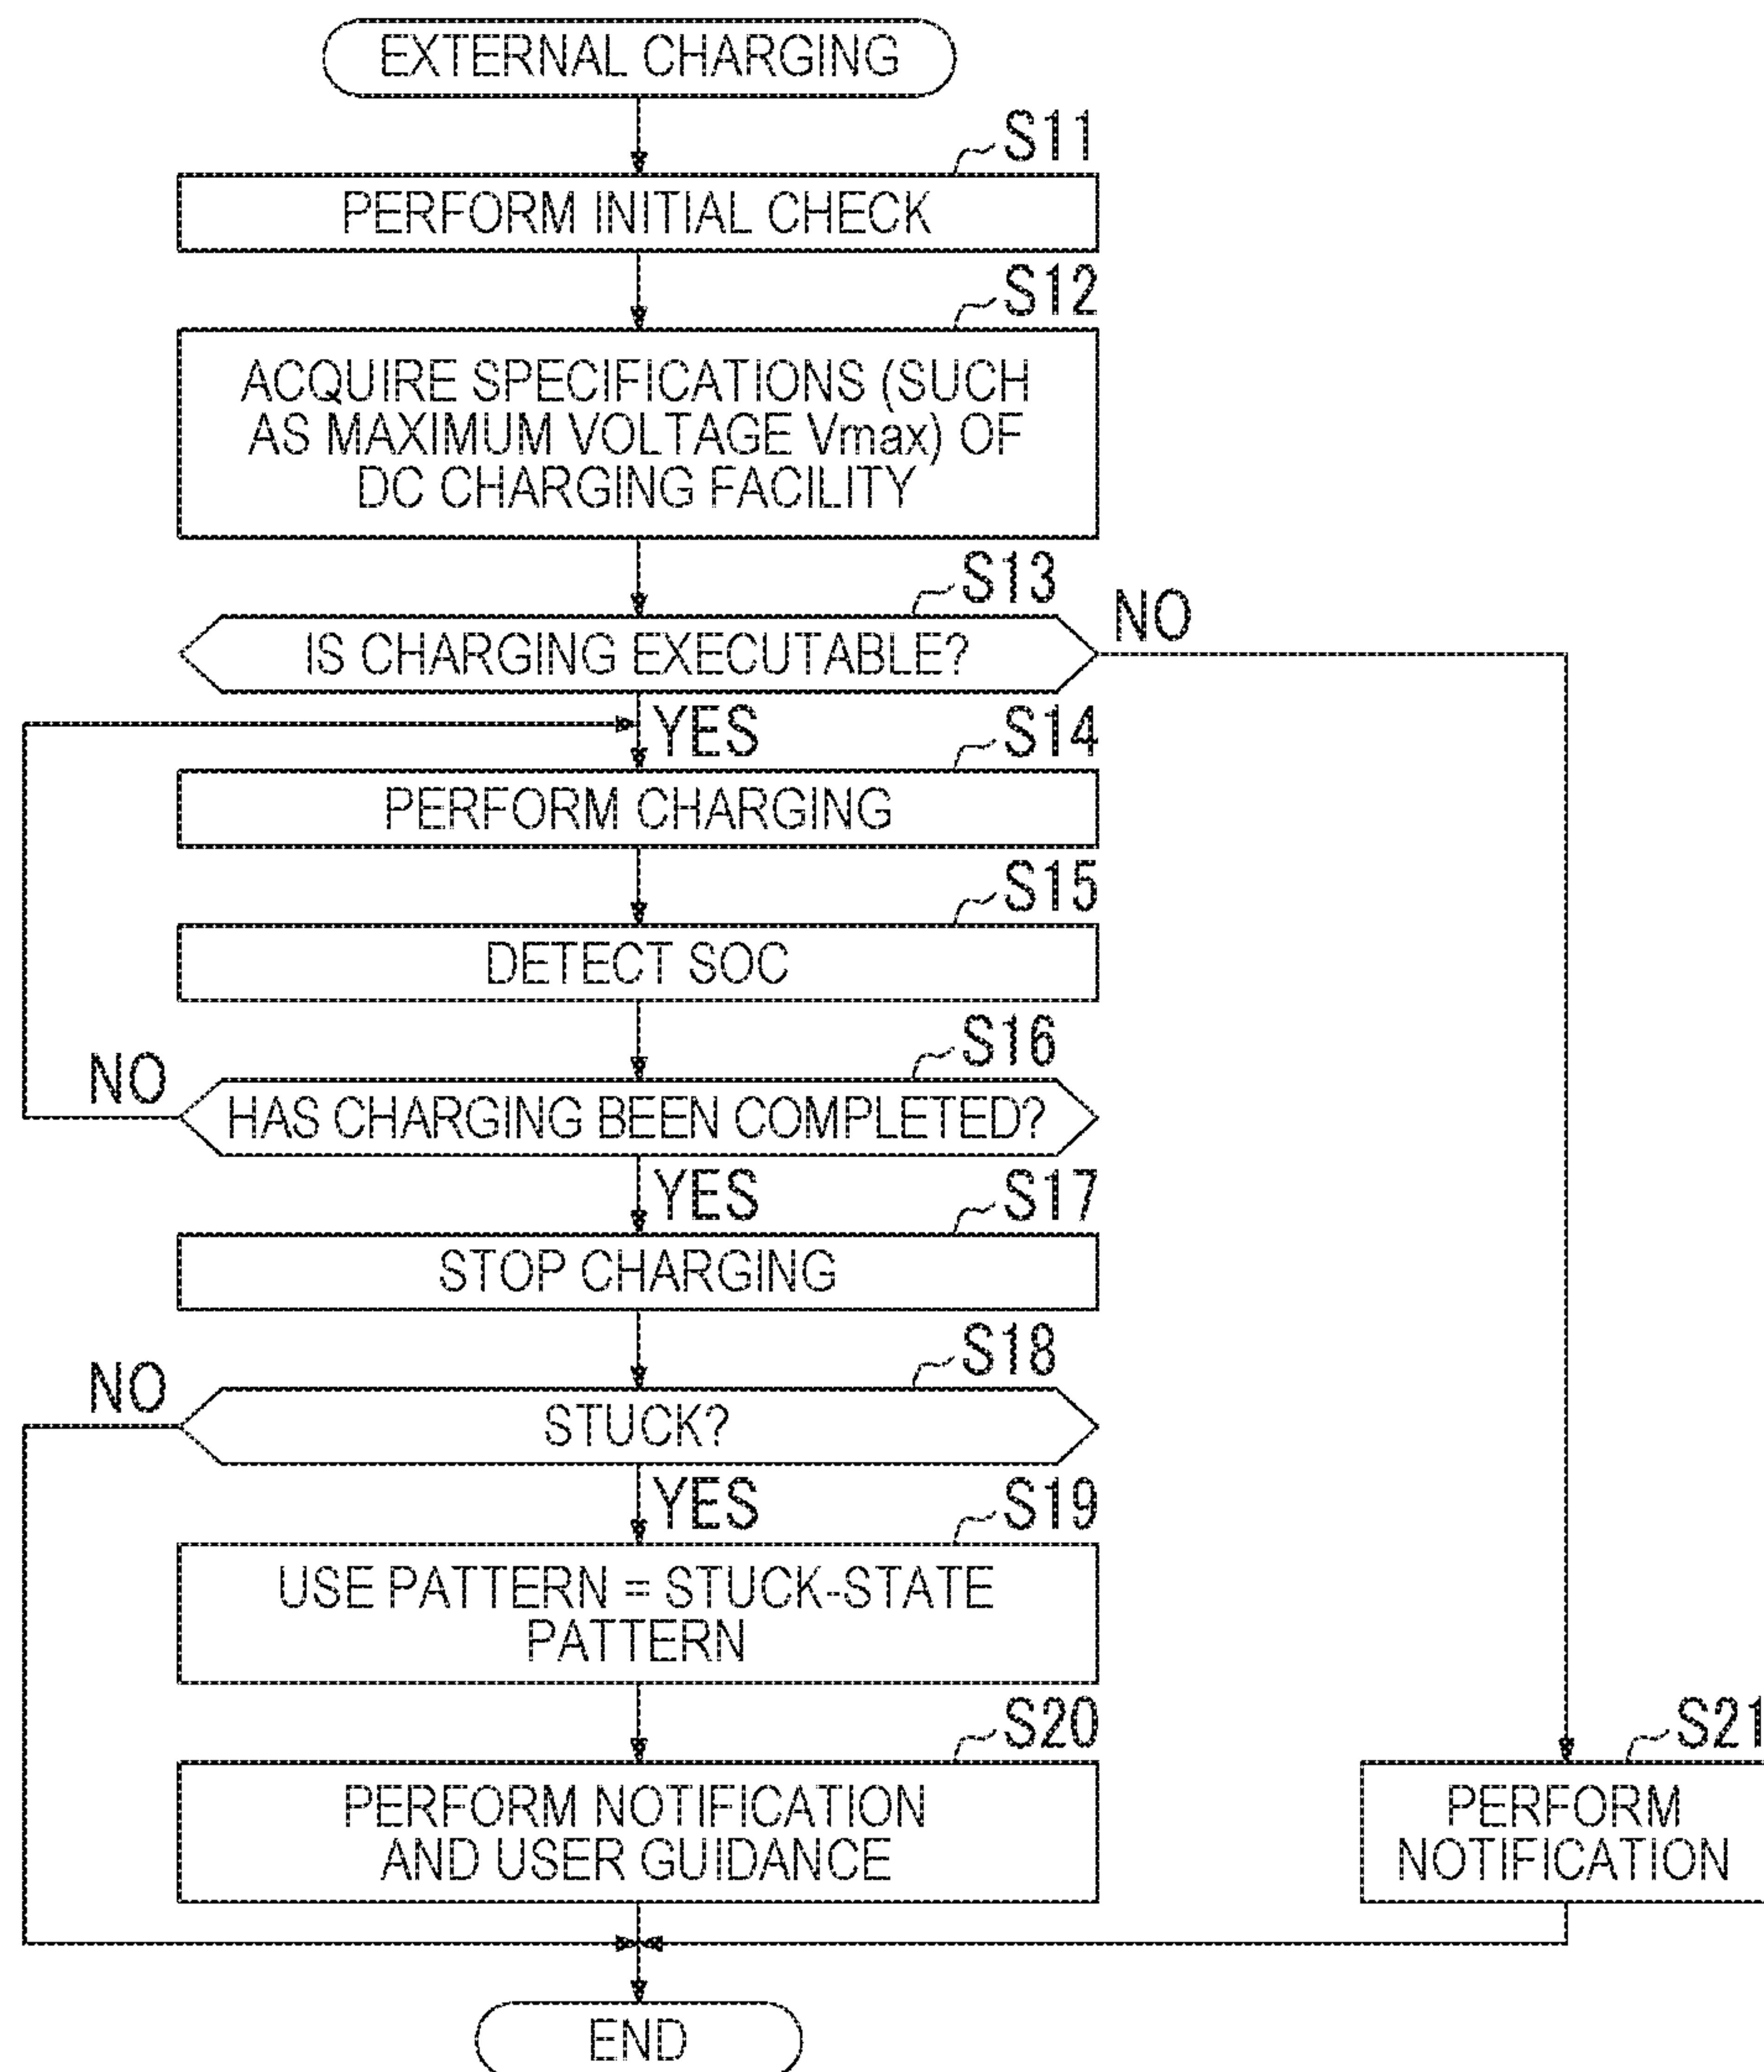 EXTERNAL CHARGING
S11
PERFORM INITIAL CHECK
S12
ACQUIRE SPECIFICATIONS (SUCH
AS MAXIMUM VOLTAGE Vmax) OF
DC CHARGING FACILITY
S13
IS CHARGING EXECUTABLE?
NO
YES
S14
PERFORM CHARGING
S15
DETECT SOC
S16
NO
HAS CHARGING BEEN COMPLETED?
YES
S17
STOP CHARGING
S18
NO
STUCK?
YES
S19
USE PATTERN = STUCK-STATE
PATTERN
S20
PERFORM NOTIFICATION
AND USER GUIDANCE
S21
PERFORM
NOTIFICATION
END